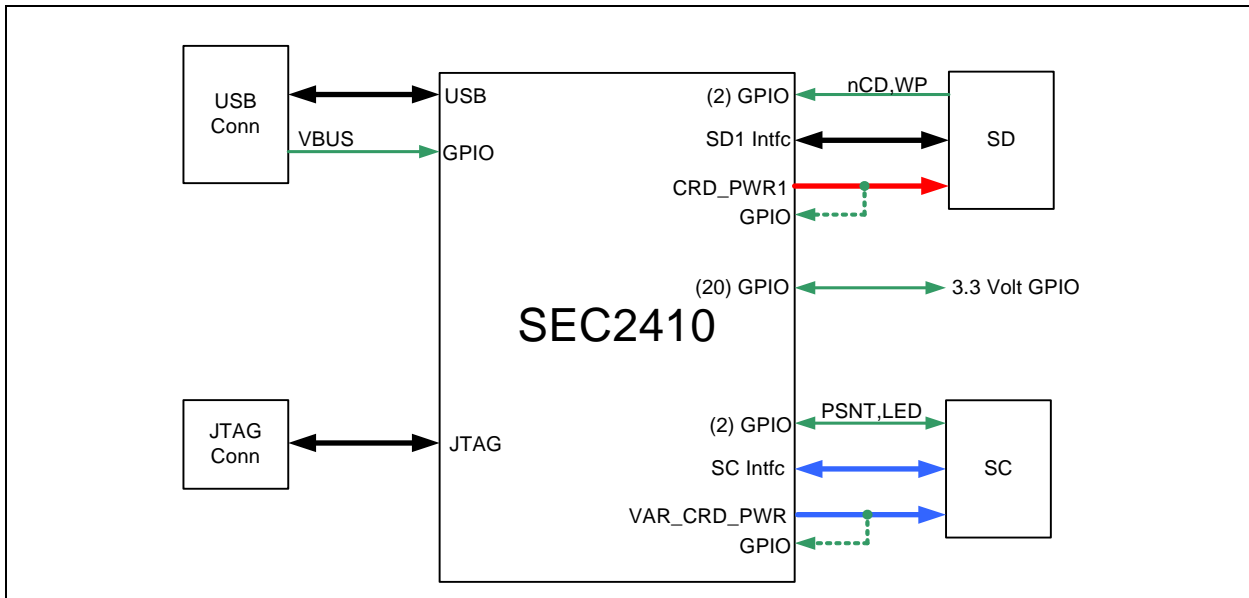 USB
Conn
VBUS
USB
GPIO
JTAG
Conn
JTAG
SEC2410
(2) GPIO
nCD,WP
SD1 Intfc
SD
CRD_PWR1
GPIO
(20) GPIO
3.3 Volt GPIO
(2) GPIO
PSNT,LED
SC Intfc
SC
VAR_CRD_PWR
GPIO